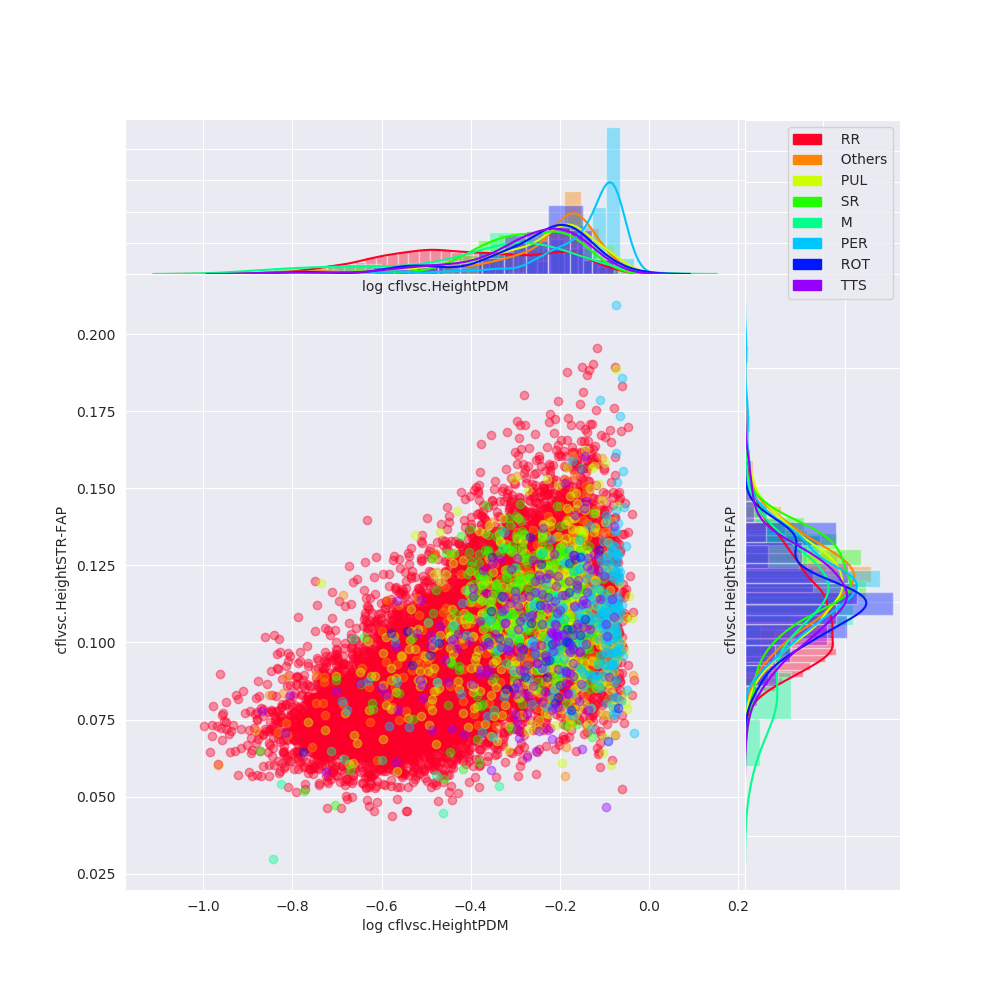 RR
Others
PUL
SR
M
PER
ROT
TTS
log cflvsc.HeightPDM
0.200
0.175
0.150
0.125
0.100
0.075
0.050
0.025
cflvsc.HeightSTR-FAP
cflvsc.HeightSTR-FAP
−1.0 −0.8 −0.6 −0.4 −0.2 0.0 0.2
log cflvsc.HeightPDM